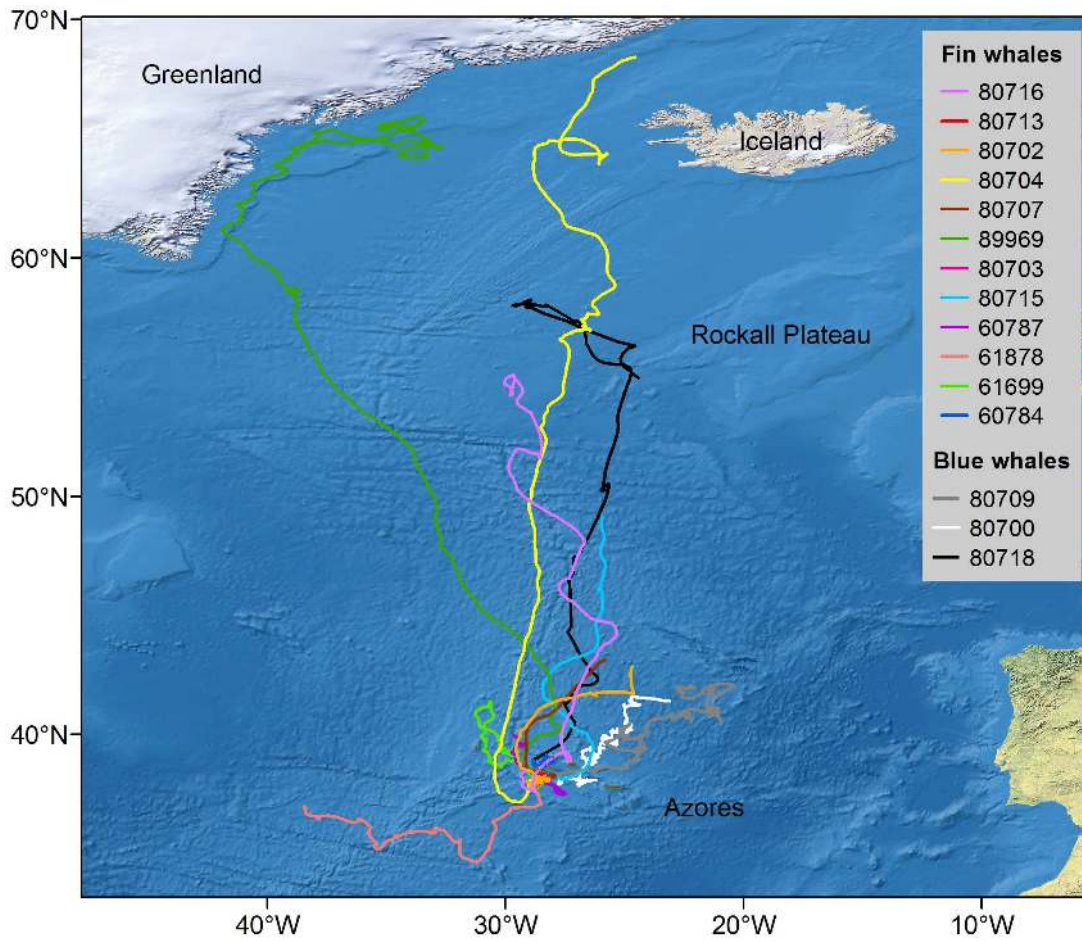 70°N
60°N
50°N
40°N
40°W
30°W
20°W
10°W
Greenland
Iceland
Rockall Plateau
Azores
Fin whales
80716
80713
80702
80704
80707
89969
80703
80715
60787
61878
61699
60784
Blue whales
80709
80700
80718